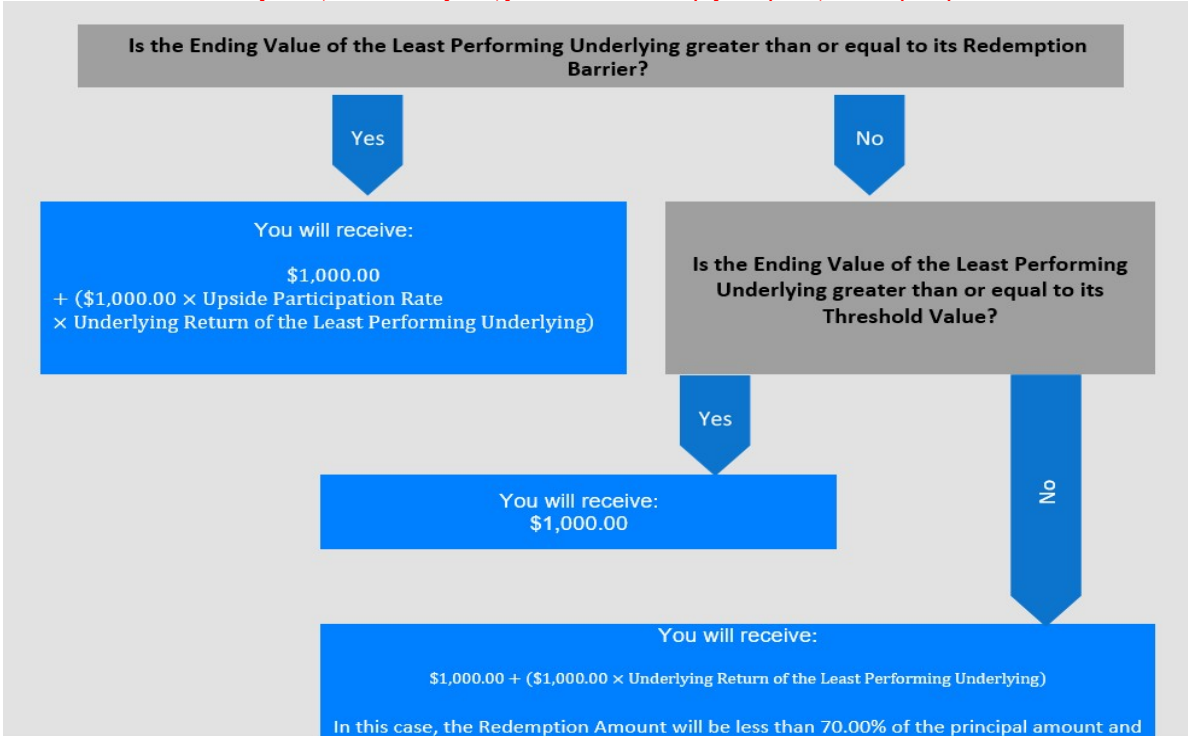 Is the Ending Value of the Least Performing Underlying greater than or equal to its Redemption
Barrier?
Yes
No
You will receive:
$1,000.00
+ ($1,000.00 × Upside Participation Rate
× Underlying Return of the Least Performing Underlying)
Is the Ending Value of the Least Performing
Underlying greater than or equal to its
Threshold Value?
Yes
You will receive:
$1,000.00
No
You will receive:
$1,000.00 + ($1,000.00 × Underlying Return of the Least Performing Underlying)
In this case, the Redemption Amount will be less than 70.00% of the principal amount and